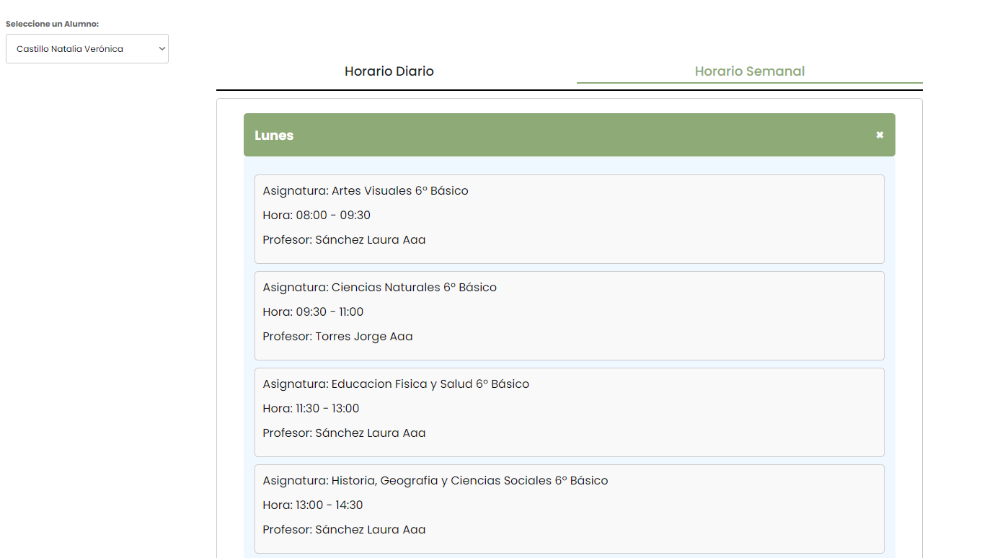 Seleccione un Alumno:
Castillo Natalia Verónica
Horario Diario
Horario Semanal
Lunes
Asignatura: Artes Visuales 6º Básico
Hora: 08:00 - 09:30
Profesor: Sánchez Laura Aaa
Asignatura: Ciencias Naturales 6º Básico
Hora: 09:30 - 11:00
Profesor: Torres Jorge Aaa
Asignatura: Educacion Fisica y Salud 6º Básico
Hora: 11:30 - 13:00
Profesor: Sánchez Laura Aaa
Asignatura: Historia, Geografia y Ciencias Sociales 6º Básico
Hora: 13:00 - 14:30
Profesor: Sánchez Laura Aaa